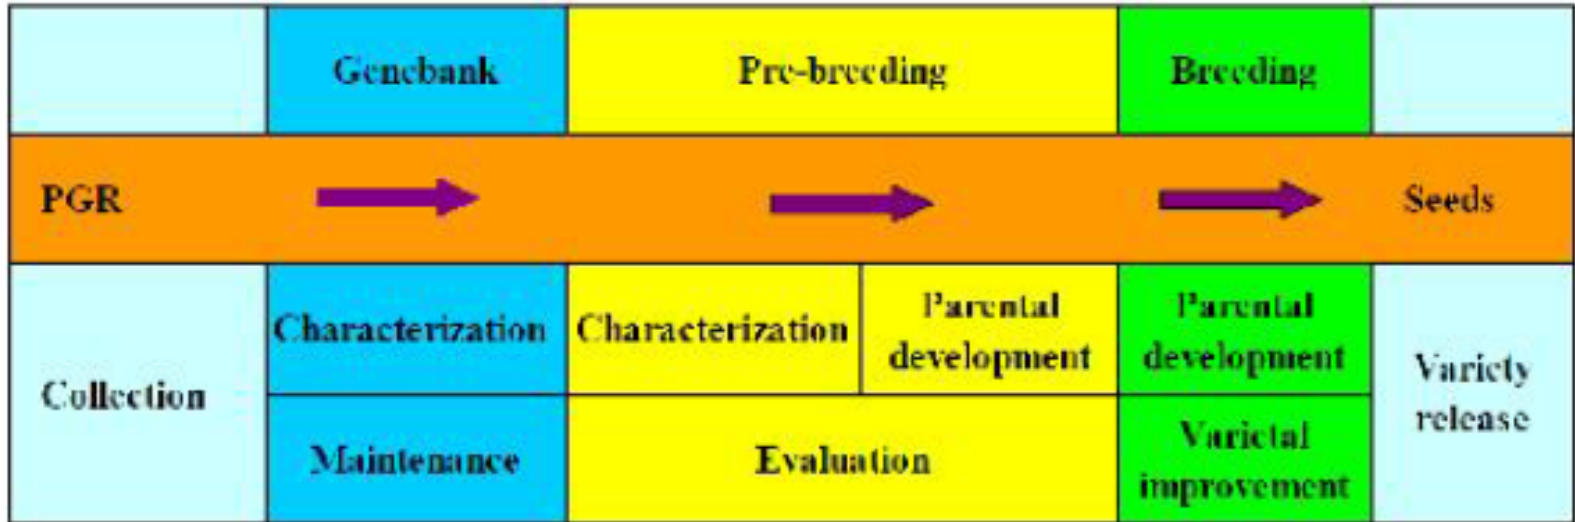 Genebank
Pre-breeding
Breeding
PGR
Seeds
Collection
Characterization
Characterization
Parental
development
Parental
development
Variety
release
Maintenance
Evaluation
Varietal
improvement